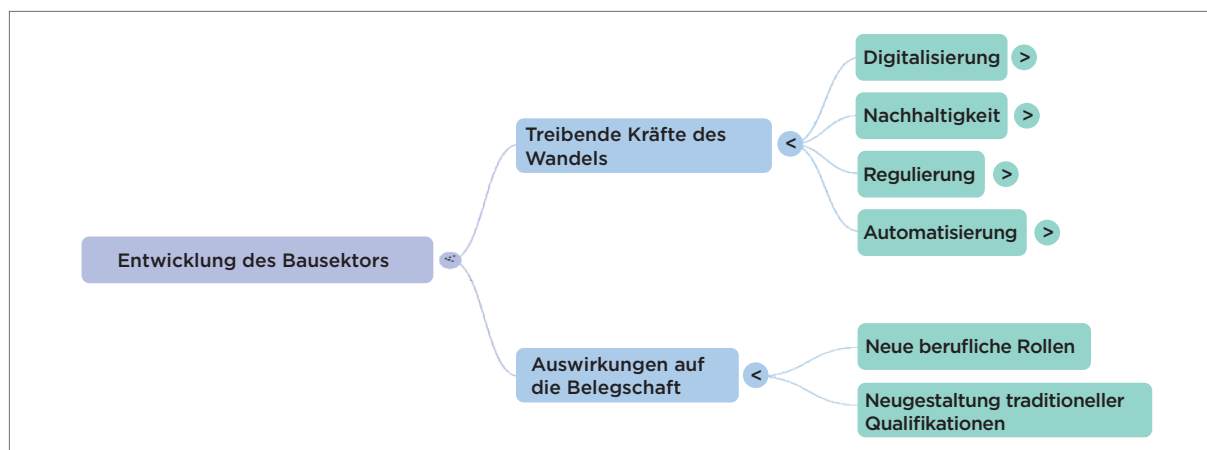 Entwicklung des Bausektors
Treibende Kräfte des
Wandels
<
Digitalisierung >
Nachhaltigkeit >
Regulierung >
Automatisierung >
Auswirkungen auf
die Belegschaft
<
Neue berufliche Rollen
Neugestaltung traditioneller
Qualifikationen